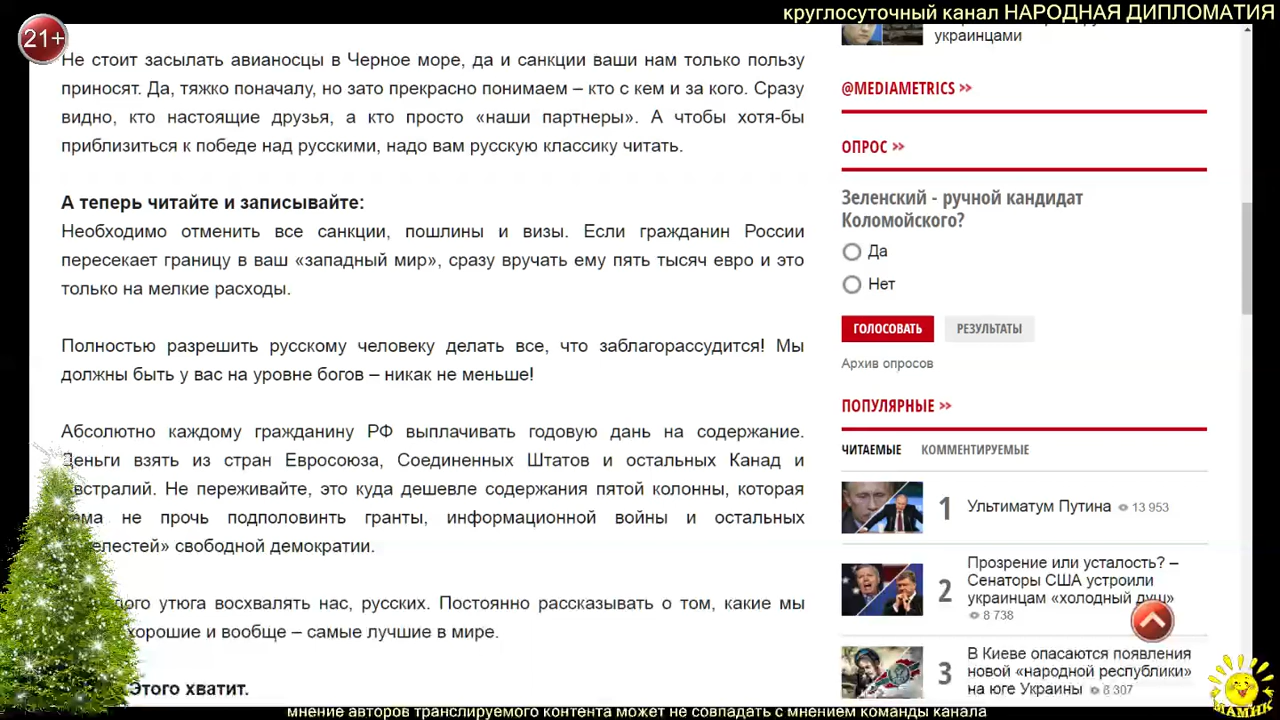 круглосуточный канал НАРОДНАЯ ДИПЛОМАТИЯ
21+
Не стоит засылать авианосцы в Черное море, да и санкции ваши нам только пользу
приносят. Да, тяжко поначалу, но зато прекрасно понимаем – кто с кем и за кого. Сразу
видно, кто настоящие друзья, а кто просто «наши партнеры». А чтобы хотя-бы
приблизиться к победе над русскими, надо вам русскую классику читать.
А теперь читайте и записывайте:
Необходимо отменить все санкции, пошлины и визы. Если гражданин России
пересекает границу в ваш «западный мир», сразу вручать ему пять тысяч евро и это
только на мелкие расходы.
Полностью разрешить русскому человеку делать все, что заблагорассудится! Мы
должны быть у вас на уровне богов – никак не меньше!
Абсолютно каждому гражданину РФ выплачивать годовую дань на содержание.
Деньги взять из стран Евросоюза, Соединенных Штатов и остальных Канад и
встралий. Не переживайте, это куда дешевле содержания пятой колонны, которая
не прочь подполовинть гранты, информационной войны и остальных
свободной демократии.
утюга восхвалять нас, русских. Постоянно рассказывать о том, какие мы
хорошие и вообще – самые лучшие в мире.
Этого хватит.
украинцами
@MEDIAMETRICS >>
ОПРОС >>
Зеленский - ручной кандидат
Коломойского?
Да
Нет
ГОЛОСОВАТЬ РЕЗУЛЬТАТЫ
Архив опросов
ПОПУЛЯРНЫЕ >>
ЧИТАЕМЫЕ КОММЕНТИРУЕМЫЕ
1 Ультиматум Путина 13 953
2 Прозрение или усталость? –
Сенаторы США устроили
украинцам «холодный душ»
8 738
3 В Киеве опасаются появления
новой «народной республики»
на юге Украины 8 307
МАМИК
мнение авторов транслируемого контента может не совпадать с мнением команды канала